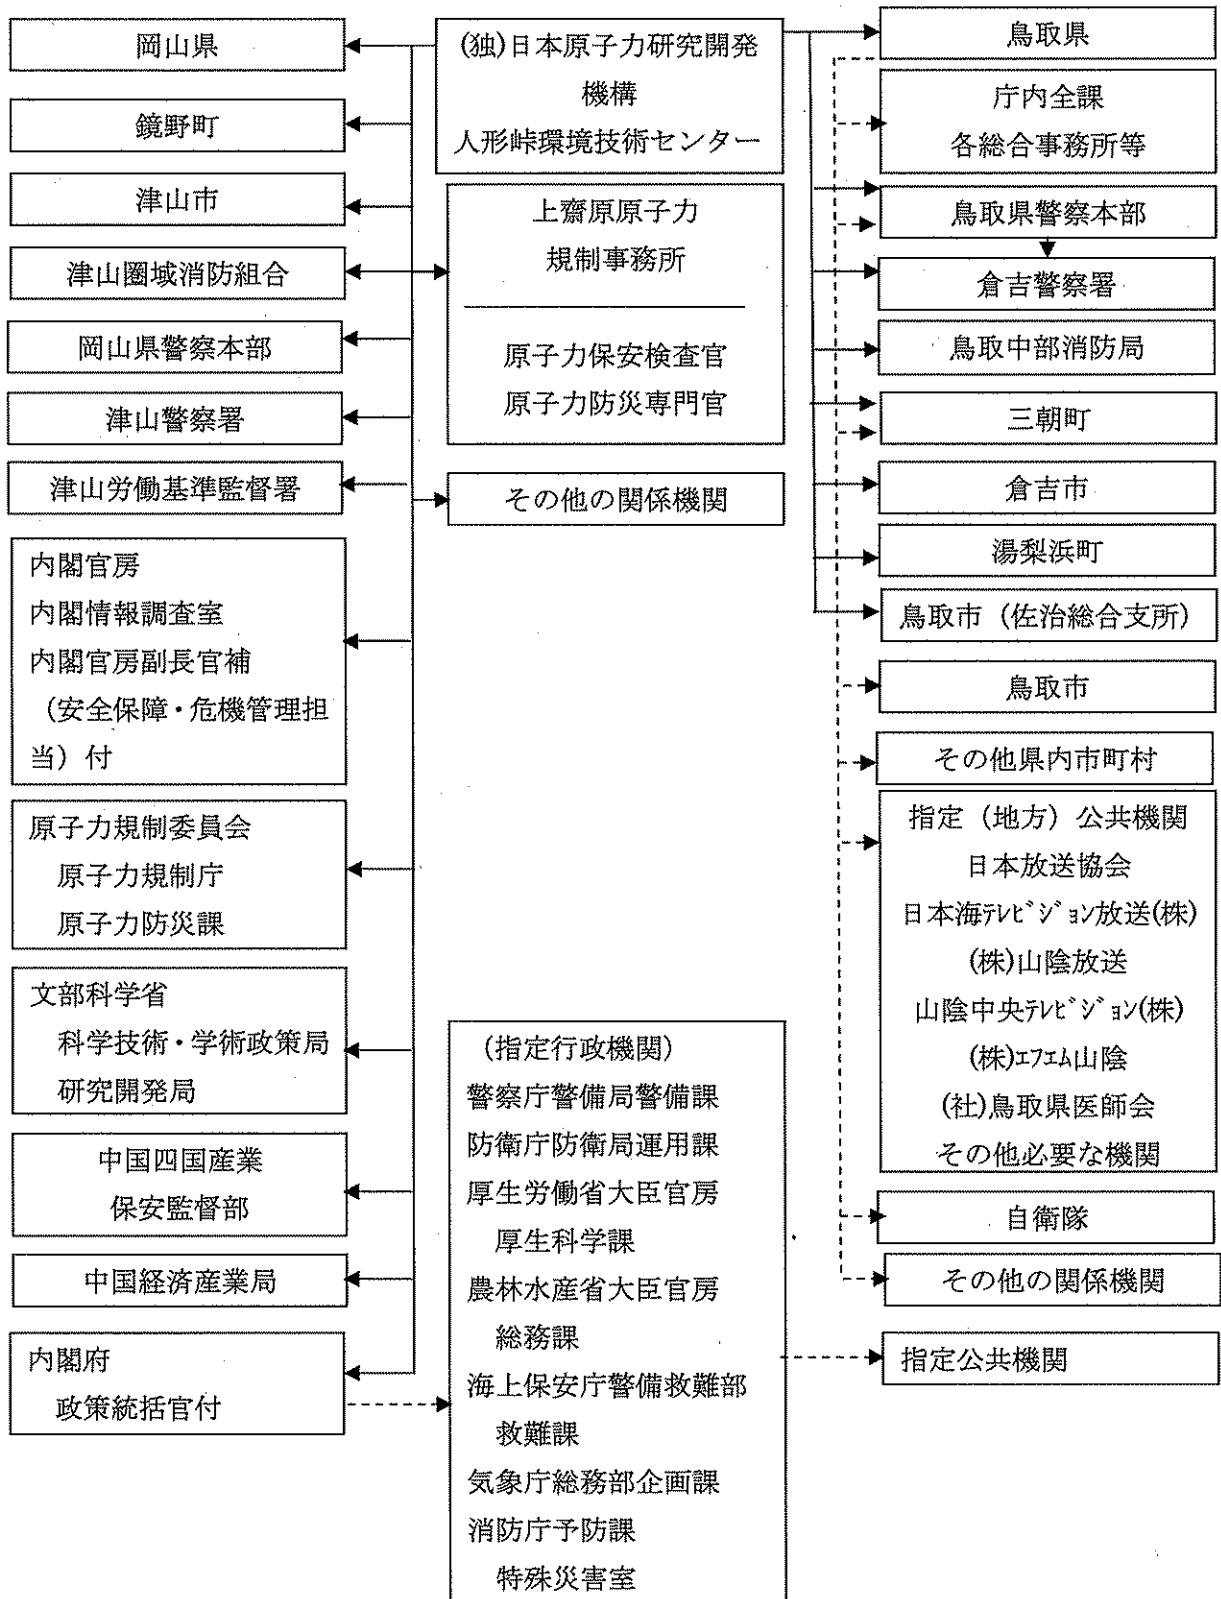 岡山県
鏡野町
津山市
津山圏域消防組合
岡山県警察本部
津山警察署
津山労働基準監督署
内閣官房
内閣情報調査室
内閣官房副長官補
（安全保障・危機管理担
当）付
原子力規制委員会
原子力規制庁
原子力防災課
文部科学省
科学技術・学術政策局
研究開発局
中国四国産業
保安監督部
中国経済産業局
内閣府
政策統括官付
(独)日本原子力研究開発
機構
人形峠環境技術センター
上齋原原子力
規制事務所
原子力保安検査官
原子力防災専門官
その他の関係機関
（指定行政機関）
警察庁警備局警備課
防衛庁防衛局運用課
厚生労働省大臣官房
厚生科学課
農林水産省大臣官房
総務課
海上保安庁警備救難部
救難課
気象庁総務部企画課
消防庁予防課
特殊災害室
鳥取県
庁内全課
各総合事務所等
鳥取県警察本部
倉吉警察署
鳥取中部消防局
三朝町
倉吉市
湯梨浜町
鳥取市（佐治総合支所）
鳥取市
その他県内市町村
指定（地方）公共機関
日本放送協会
日本海ﾃﾚﾋﾞｼﾞｮﾝ放送(株)
(株)山陰放送
山陰中央ﾃﾚﾋﾞｼﾞｮﾝ(株)
(株)ｴﾌｴﾑ山陰
(社)鳥取県医師会
その他必要な機関
自衛隊
その他の関係機関
指定公共機関